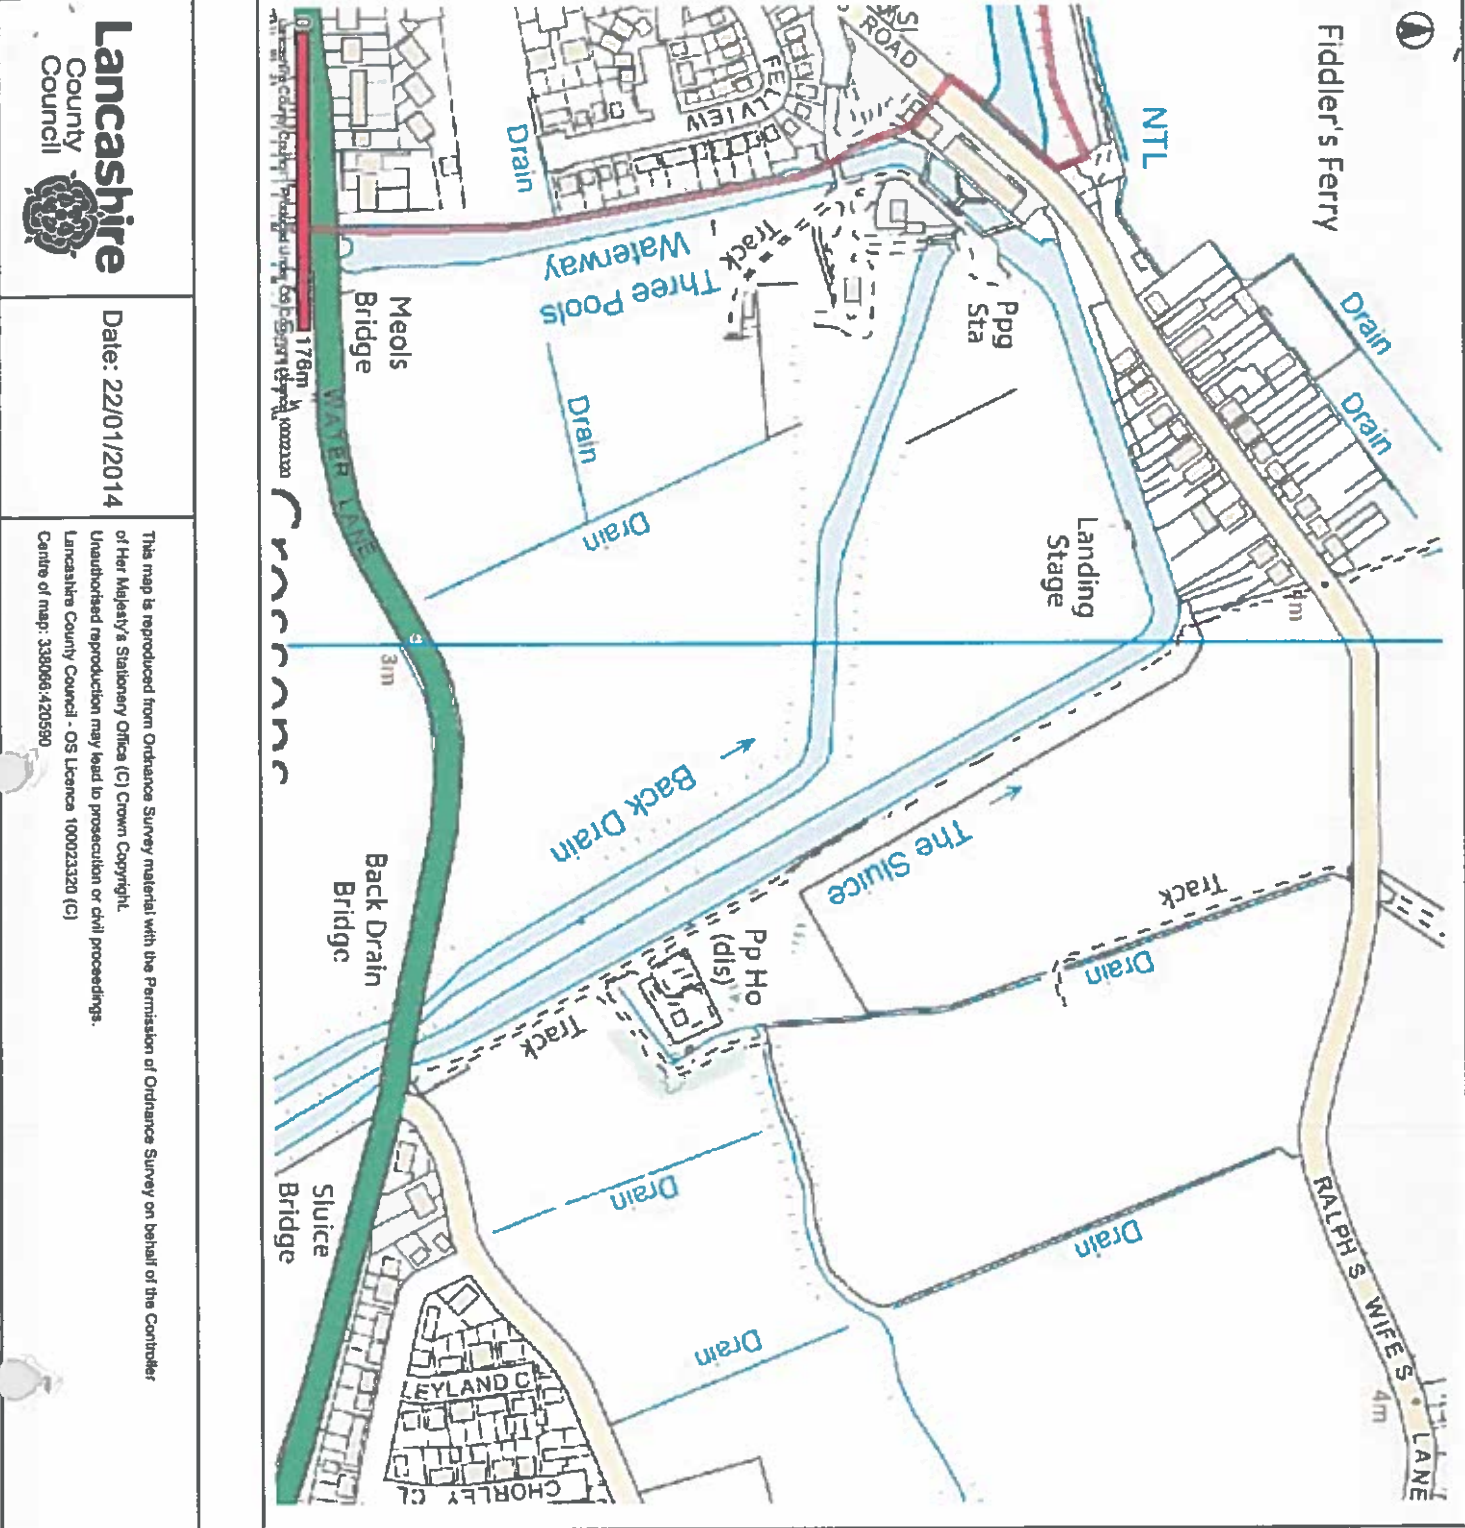 Fiddler's Ferry
NTL
Drain
Drain
ROAD
FELLVIEW
Drain
Track
Three Pools
Waterway
Ppg
Sta
Meols
Bridge
Drain
Drain
Landing
Stage
4m
WATER LANE
3m
Back Drain
The Sluice
Track
Drain
Back Drain
Bridge
Pp Ho
(dis)
Track
Drain
Drain
Drain
Sluice
Bridge
RALPH'S WIFE'S LANE
4m
LEYLAND C
CHORLEY CL
0
176m
Crossens
Lancashire
County
Council
Date: 22/01/2014
This map is reproduced from Ordnance Survey material with the Permission of Ordnance Survey on behalf of the Controller
of Her Majesty's Stationery Office (C) Crown Copyright.
Unauthorised reproduction may lead to prosecution or civil proceedings.
Lancashire County Council - OS Licence 100023320 (C)
Centre of map: 338066:420590